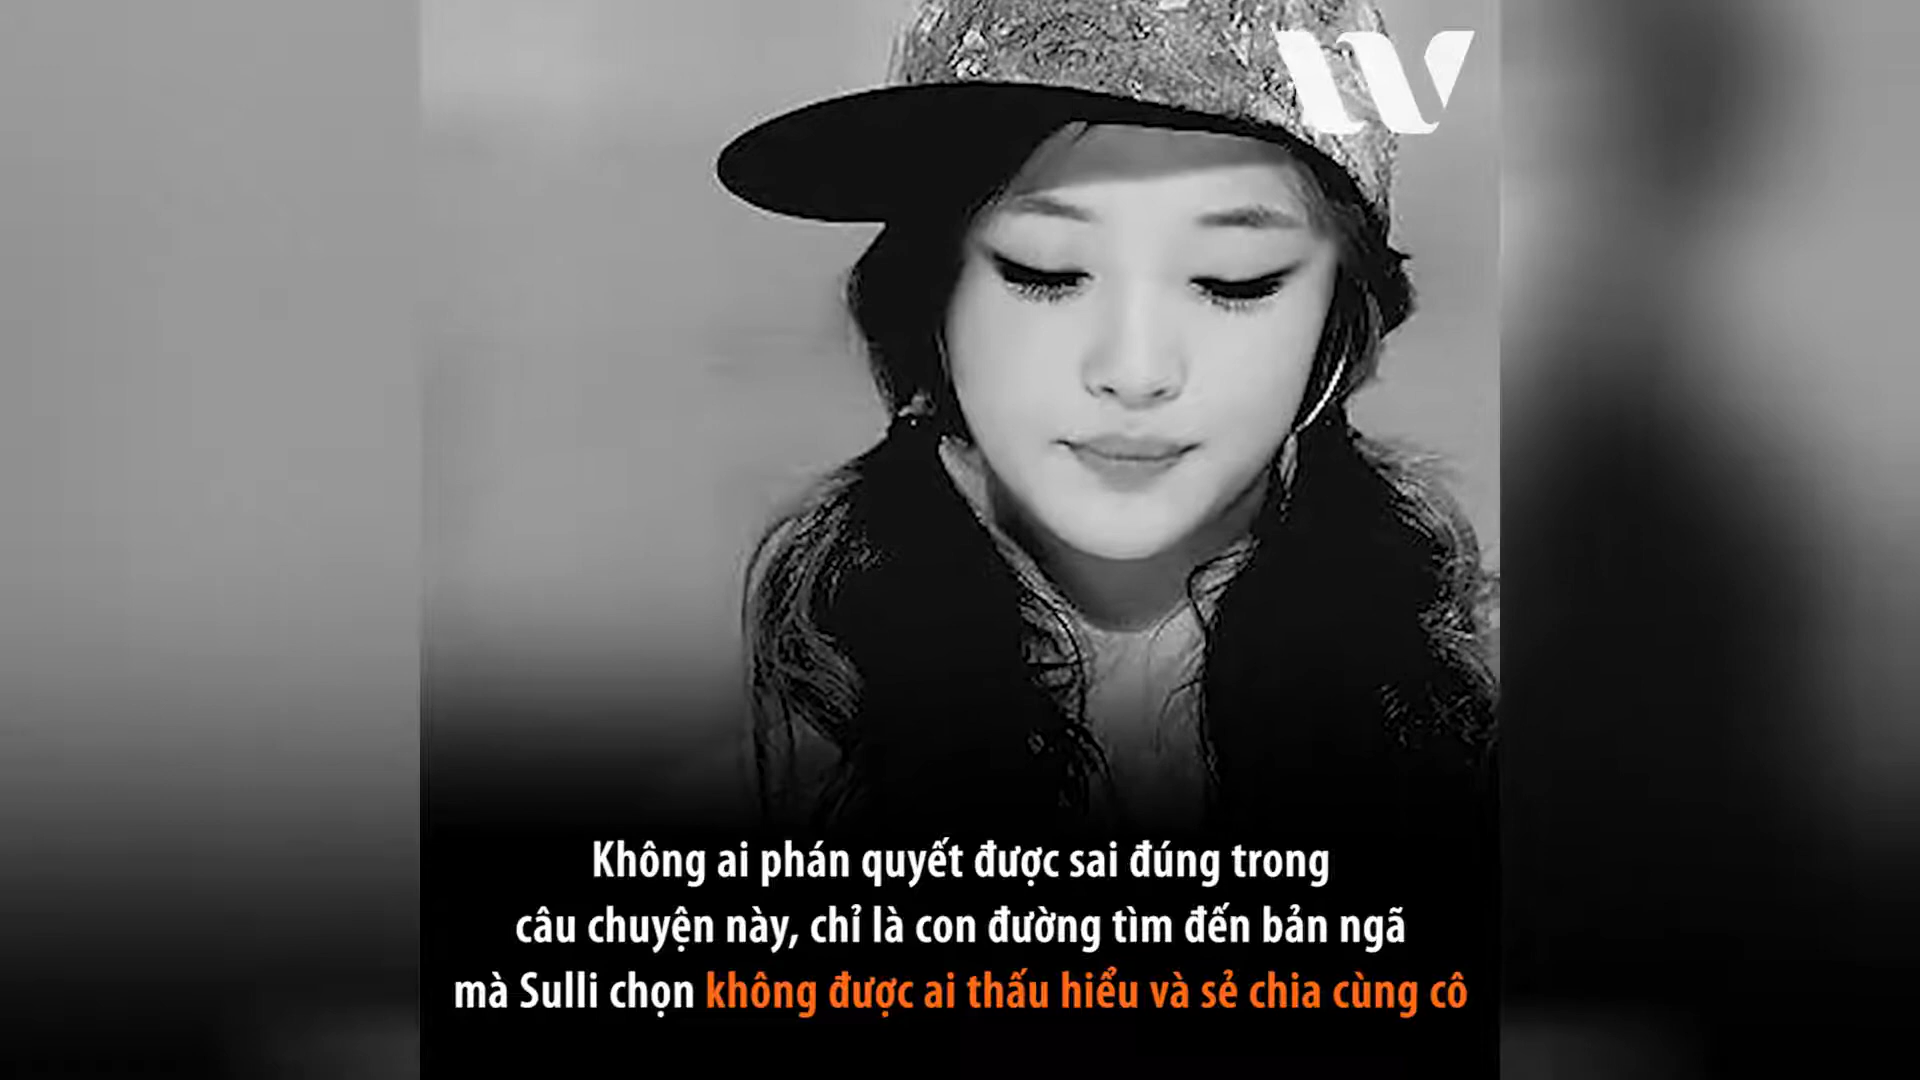 Không ai phán quyết được sai đúng trong
câu chuyện này, chỉ là con đường tìm đến bản ngã
mà Sulli chọn không được ai thấu hiểu và sẻ chia cùng cô